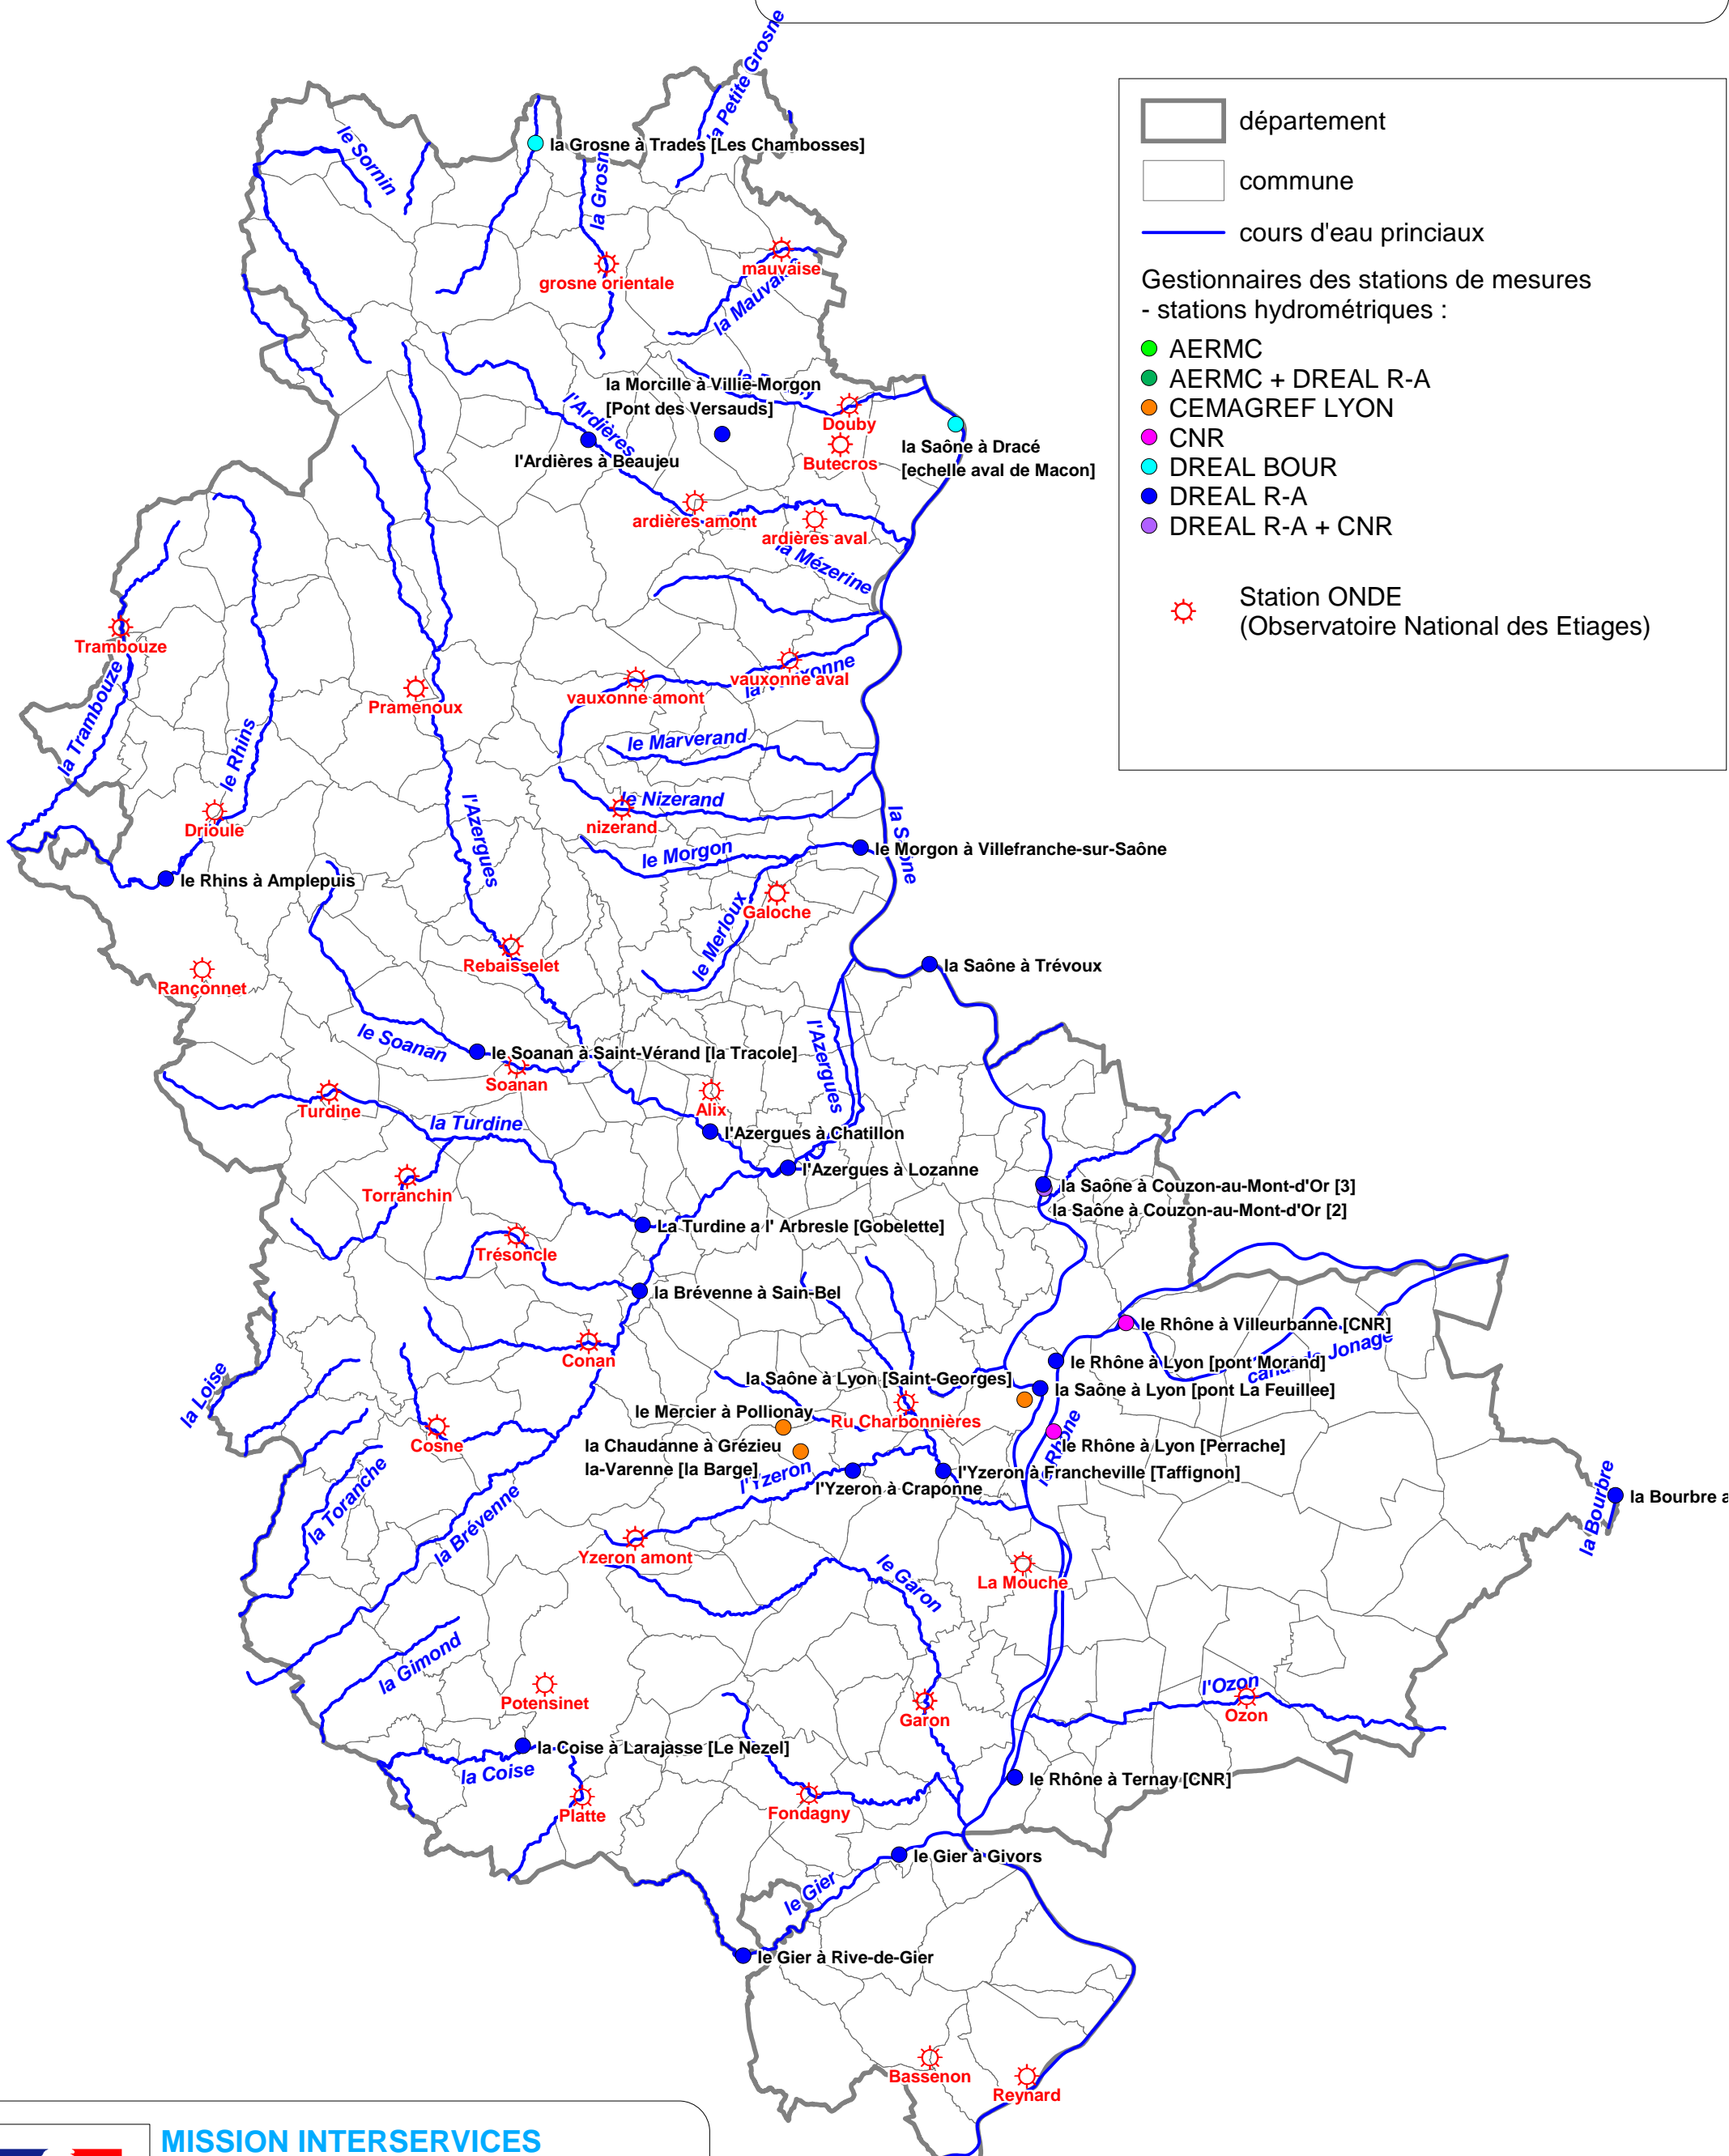 la Petite Grosne
le Sornin
la Grosne à Trades [Les Chambosses]
la Grosn
mauvaise
grosne orientale
la Mauvai
la Morcille à Villié-Morgon
[Pont des Versauds]
l'Ardières
Douby
Butecros
la Saône à Dracé
[echelle aval de Macon]
l'Ardières à Beaujeu
ardières amont
ardières aval
la Mézerine
Trambouze
la Trambouze
vauxonne aval
vauxonne amont
Pramenoux
le Rhins
le Marverand
le Nizerand
nizerand
Drioule
l'Azergues
la Saône
le Morgon
le Morgon à Villefranche-sur-Saône
le Rhins à Amplepuis
Galoche
le Merloux
Rebaisselet
la Saône à Trévoux
Rançonnet
le Soanan
le Soanan à Saint-Vérand [la Tracole]
Soanan
l'Azergues
Turdine
la Turdine
Alix
l'Azergues à Chatillon
l'Azergues à Lozanne
Torranchin
la Saône à Couzon-au-Mont-d'Or [3]
la Saône à Couzon-au-Mont-d'Or [2]
La Turdine a l' Arbresle [Gobelette]
Trésoncle
la Brévenne à Sain-Bel
le Rhône à Villeurbanne [CNR]
Conan
le Rhône à Lyon [pont Morand]
canal de Jonage
la Loise
la Saône à Lyon [Saint-Georges]
la Saône à Lyon [pont La Feuillee]
le Mercier à Pollionay
Ru Charbonnières
Cosne
la Chaudanne à Grézieu
la-Varenne [la Barge]
le Rhône à Lyon [Perrache]
le Rhône
l'Yzeron
l'Yzeron à Francheville [Taffignon]
l'Yzeron à Craponne
la Toranche
la Brévenne
la Bourbre
la Bourbre a
Yzeron amont
le Garon
La Mouche
la Gimond
Potensinet
Garon
l'Ozon
Ozon
la Coise à Larajasse [Le Nezel]
la Coise
le Rhône à Ternay [CNR]
Platte
Fondagny
le Gier à Givors
le Gier
le Gier à Rive-de-Gier
Bassenon
Reynard
département
commune
cours d'eau princiaux
Gestionnaires des stations de mesures
- stations hydrométriques :
AERMC
AERMC + DREAL R-A
CEMAGREF LYON
CNR
DREAL BOUR
DREAL R-A
DREAL R-A + CNR
Station ONDE
(Observatoire National des Etiages)
MISSION INTERSERVICES